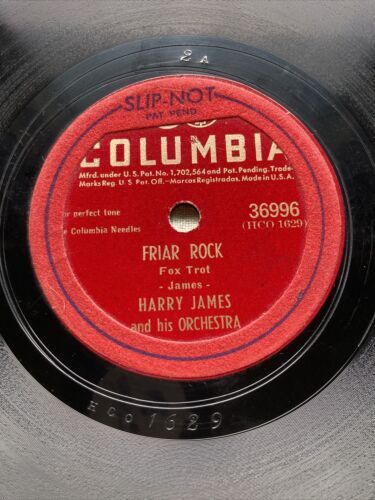 2 A
SLIP-NOT
PAT PEND
COLUMBIA
Mfrd. under U.S. Pat. No. 1,702,564 and Pat. Pending. Trade-
Marks Reg. U.S. Pat. Off.—Marcas Registradas. Made in U.S.A.
for perfect tone
Columbia Needles
36996
(HCO 1629)
FRIAR ROCK
Fox Trot
- James -
HARRY JAMES
and his ORCHESTRA
HCO1629